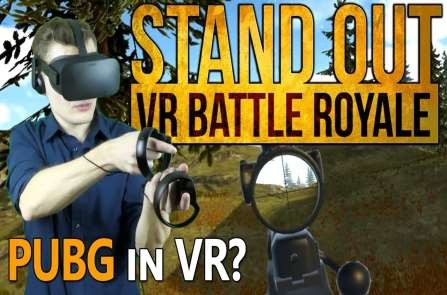 STAND OUT
VR BATTLE ROYALE
PUBG IN VR?